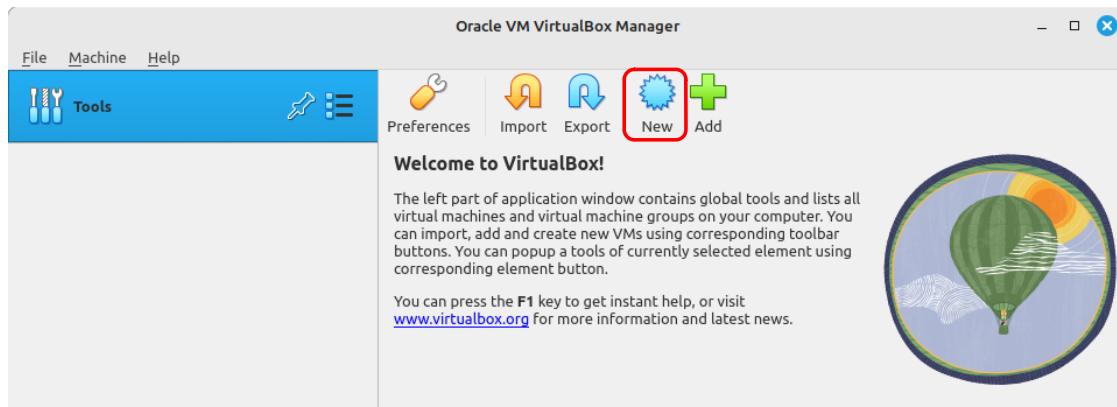 Oracle VM VirtualBox Manager
File Machine Help
Tools
Preferences Import Export New Add
Welcome to VirtualBox!
The left part of application window contains global tools and lists all
virtual machines and virtual machine groups on your computer. You
can import, add and create new VMs using corresponding toolbar
buttons. You can popup a tools of currently selected element using
corresponding element button.
You can press the F1 key to get instant help, or visit
www.virtualbox.org for more information and latest news.